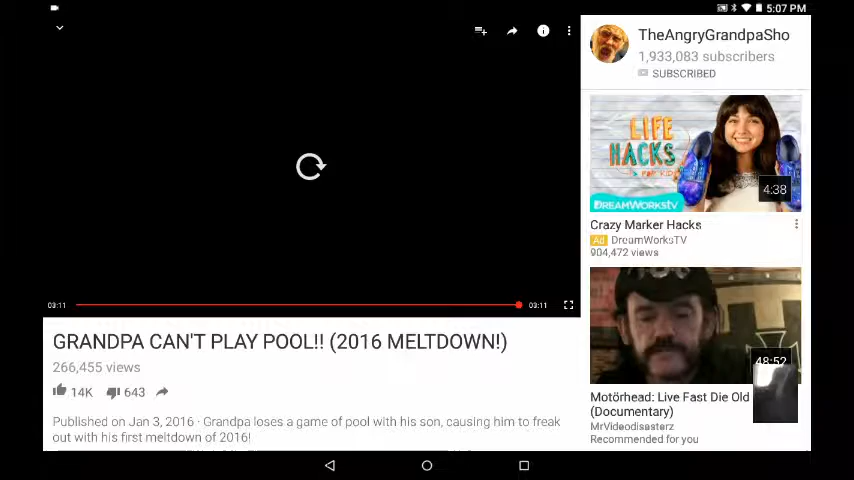 5:07 PM
TheAngryGrandpaSho
1,933,083 subscribers
SUBSCRIBED
LIFE
HACKS
FOR KIDS
4:38
DREAMWORKSTV
Crazy Marker Hacks
Ad DreamWorksTV
904,472 views
48:52
Motörhead: Live Fast Die Old
(Documentary)
MrVideodisasterz
Recommended for you
03:11
03:11
GRANDPA CAN'T PLAY POOL!! (2016 MELTDOWN!)
266,455 views
14K
643
Published on Jan 3, 2016 · Grandpa loses a game of pool with his son, causing him to freak
out with his first meltdown of 2016!